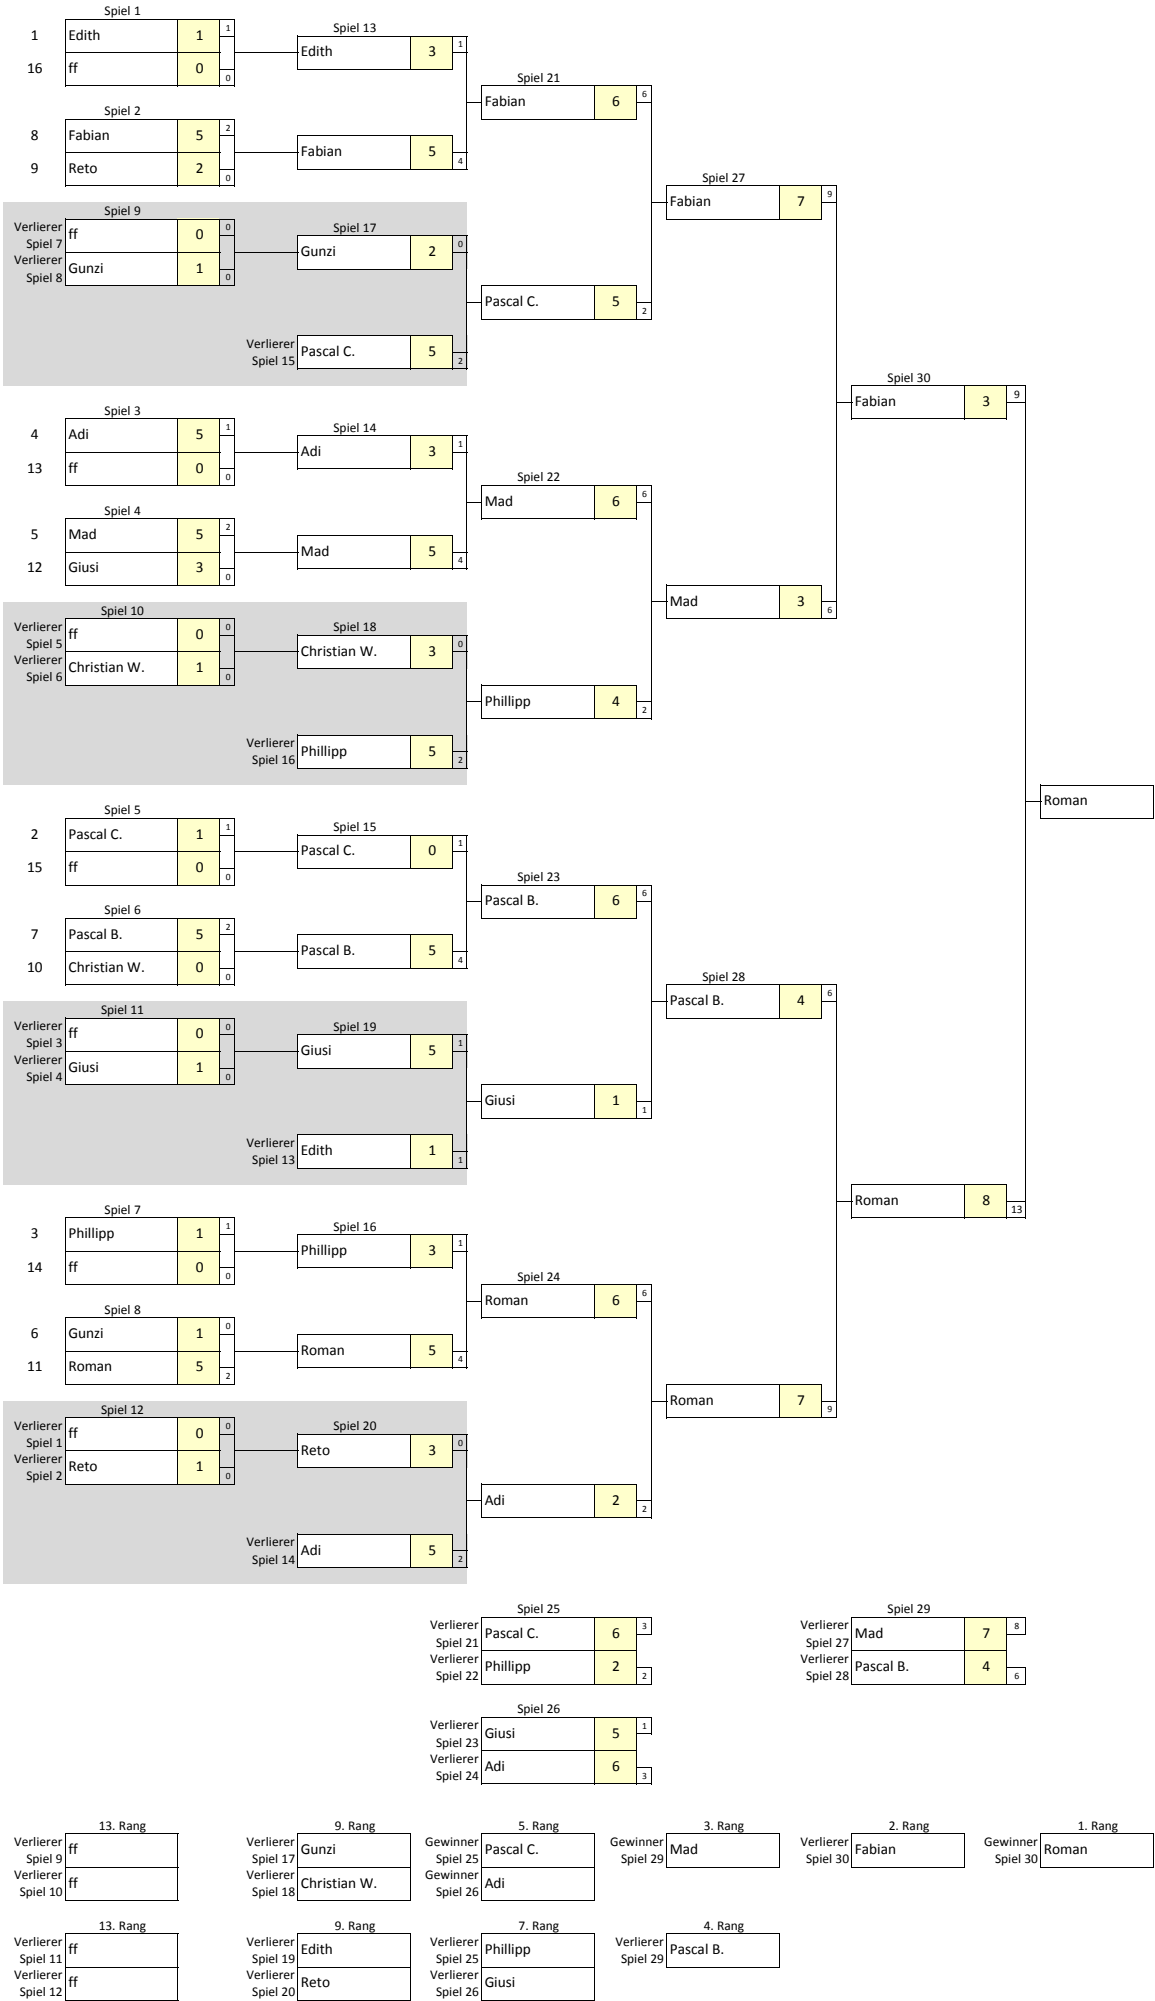 Spiel 1
1 Edith 1 1
16 ff 0 0
Spiel 13
Edith 3 1
Fabian 5 4
Spiel 21
Fabian 6 6
Pascal C. 5 2
Spiel 2
8 Fabian 5 2
9 Reto 2 0
Spiel 27
Fabian 7 9
Mad 3 6
Spiel 9
Verlierer Spiel 7 ff 0 0
Verlierer Spiel 8 Gunzi 1 0
Spiel 17
Gunzi 2 0
Verlierer Spiel 15 Pascal C. 5 2
Spiel 30
Fabian 3 9
Roman 8 13
Spiel 3
4 Adi 5 1
13 ff 0 0
Spiel 14
Adi 3 1
Mad 5 4
Spiel 22
Mad 6 6
Phillipp 4 2
Spiel 4
5 Mad 5 2
12 Giusi 3 0
Spiel 10
Verlierer Spiel 5 ff 0 0
Verlierer Spiel 6 Christian W. 1 0
Spiel 18
Christian W. 3 0
Verlierer Spiel 16 Phillipp 5 2
Roman
Spiel 5
2 Pascal C. 1 1
15 ff 0 0
Spiel 15
Pascal C. 0 1
Pascal B. 5 4
Spiel 23
Pascal B. 6 6
Giusi 1 1
Spiel 6
7 Pascal B. 5 2
10 Christian W. 0 0
Spiel 28
Pascal B. 4 6
Roman 7 9
Spiel 11
Verlierer Spiel 3 ff 0 0
Verlierer Spiel 4 Giusi 1 0
Spiel 19
Giusi 5 1
Verlierer Spiel 13 Edith 1 1
Spiel 7
3 Phillipp 1 1
14 ff 0 0
Spiel 16
Phillipp 3 1
Roman 5 4
Spiel 24
Roman 6 6
Adi 2 2
Spiel 8
6 Gunzi 1 0
11 Roman 5 2
Spiel 12
Verlierer Spiel 1 ff 0 0
Verlierer Spiel 2 Reto 1 0
Spiel 20
Reto 3 0
Verlierer Spiel 14 Adi 5 2
Spiel 25
Verlierer Spiel 21 Pascal C. 6 3
Verlierer Spiel 22 Phillipp 2 2
Spiel 29
Verlierer Spiel 27 Mad 7 8
Verlierer Spiel 28 Pascal B. 4 6
Spiel 26
Verlierer Spiel 23 Giusi 5 1
Verlierer Spiel 24 Adi 6 3
13. Rang
Verlierer Spiel 9 ff
Verlierer Spiel 10 ff
9. Rang
Verlierer Spiel 17 Gunzi
Verlierer Spiel 18 Christian W.
5. Rang
Gewinner Spiel 25 Pascal C.
Gewinner Spiel 26 Adi
3. Rang
Gewinner Spiel 29 Mad
2. Rang
Verlierer Spiel 30 Fabian
1. Rang
Gewinner Spiel 30 Roman
13. Rang
Verlierer Spiel 11 ff
Verlierer Spiel 12 ff
9. Rang
Verlierer Spiel 19 Edith
Verlierer Spiel 20 Reto
7. Rang
Verlierer Spiel 25 Phillipp
Verlierer Spiel 26 Giusi
4. Rang
Verlierer Spiel 29 Pascal B.